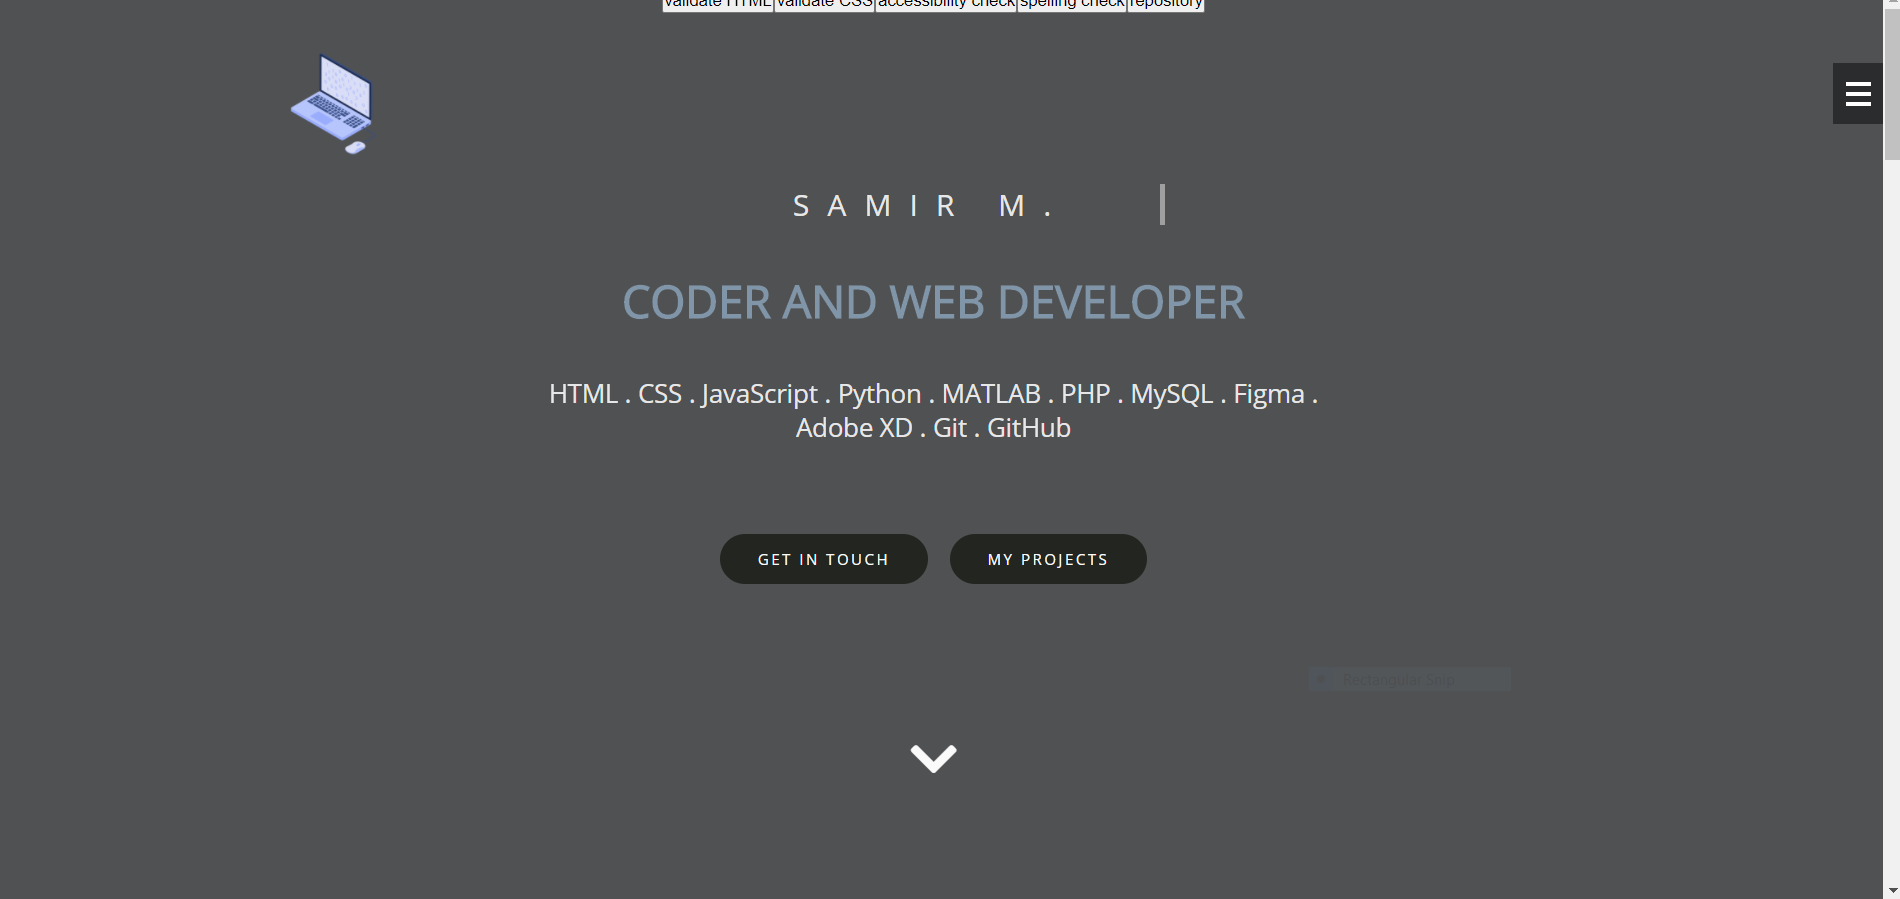 validate HTML validate CSS accessibility check spelling check repository
SAMIR M.
CODER AND WEB DEVELOPER
HTML . CSS . JavaScript . Python . MATLAB . PHP . MySQL . Figma .
Adobe XD . Git . GitHub
GET IN TOUCH MY PROJECTS
Rectangular Snip